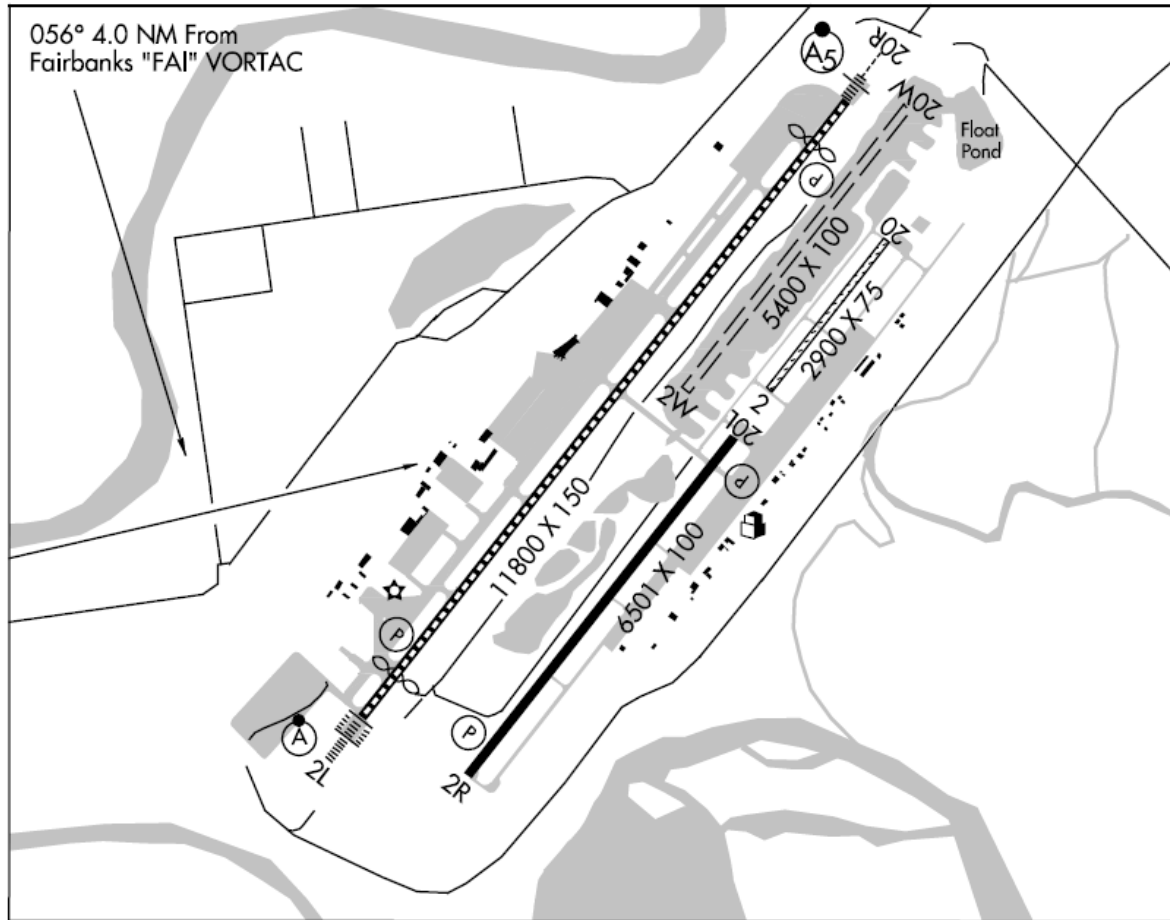 056° 4.0 NM From
Fairbanks "FAI" VORTAC
A5
20R
20W
Float
Pond
P
5400 X 100
20
2900 X 75
2W
2
20L
P
11800 X 150
6501 X 100
P
P
A
2L
2R